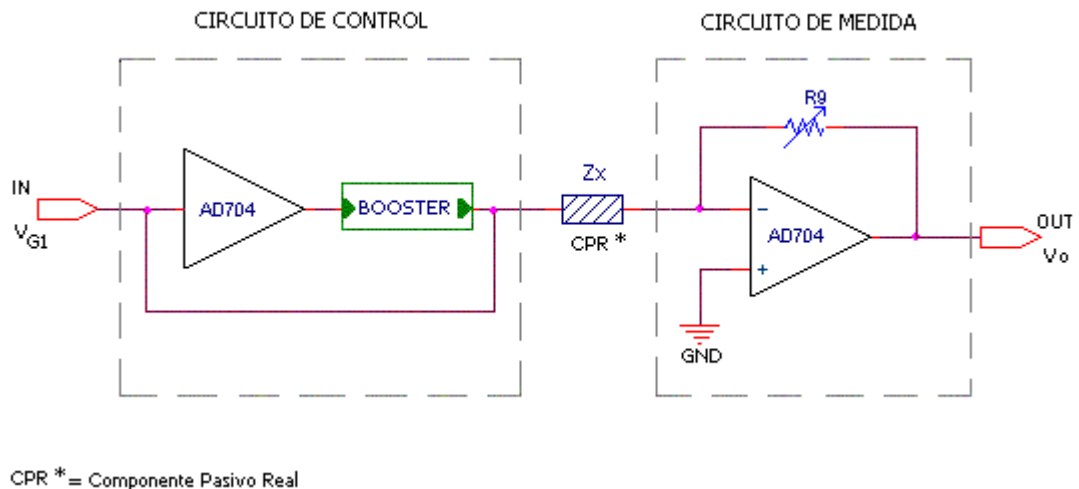 CIRCUITO DE CONTROL
CIRCUITO DE MEDIDA
R9
Zx
IN
AD704
BOOSTER
CPR *
VG1
−
AD704
+
OUT
Vo
GND
CPR * = Componente Pasivo Real